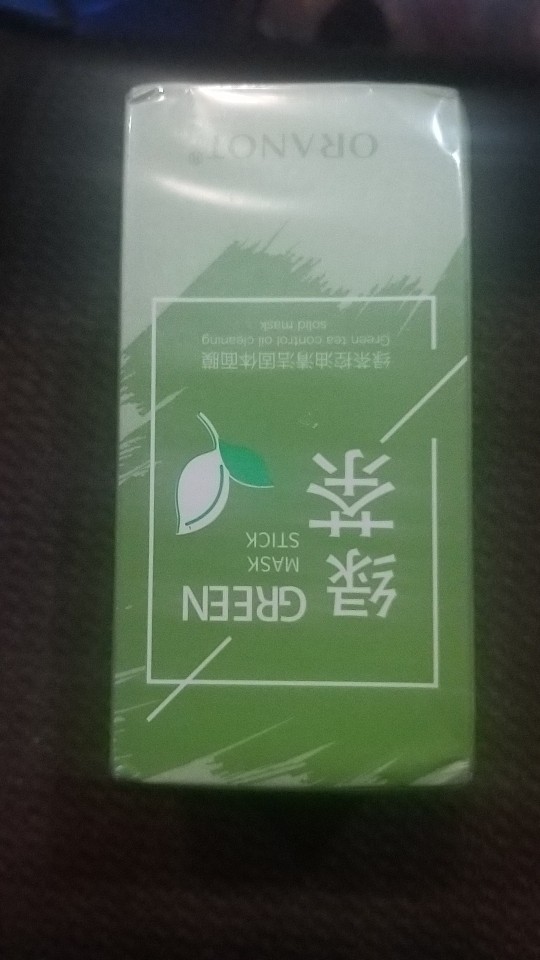 绿茶
GREEN
MASK
STICK
绿茶控油清洁固体面膜
Green tea control oil cleaning
solid mask
ORANOT®